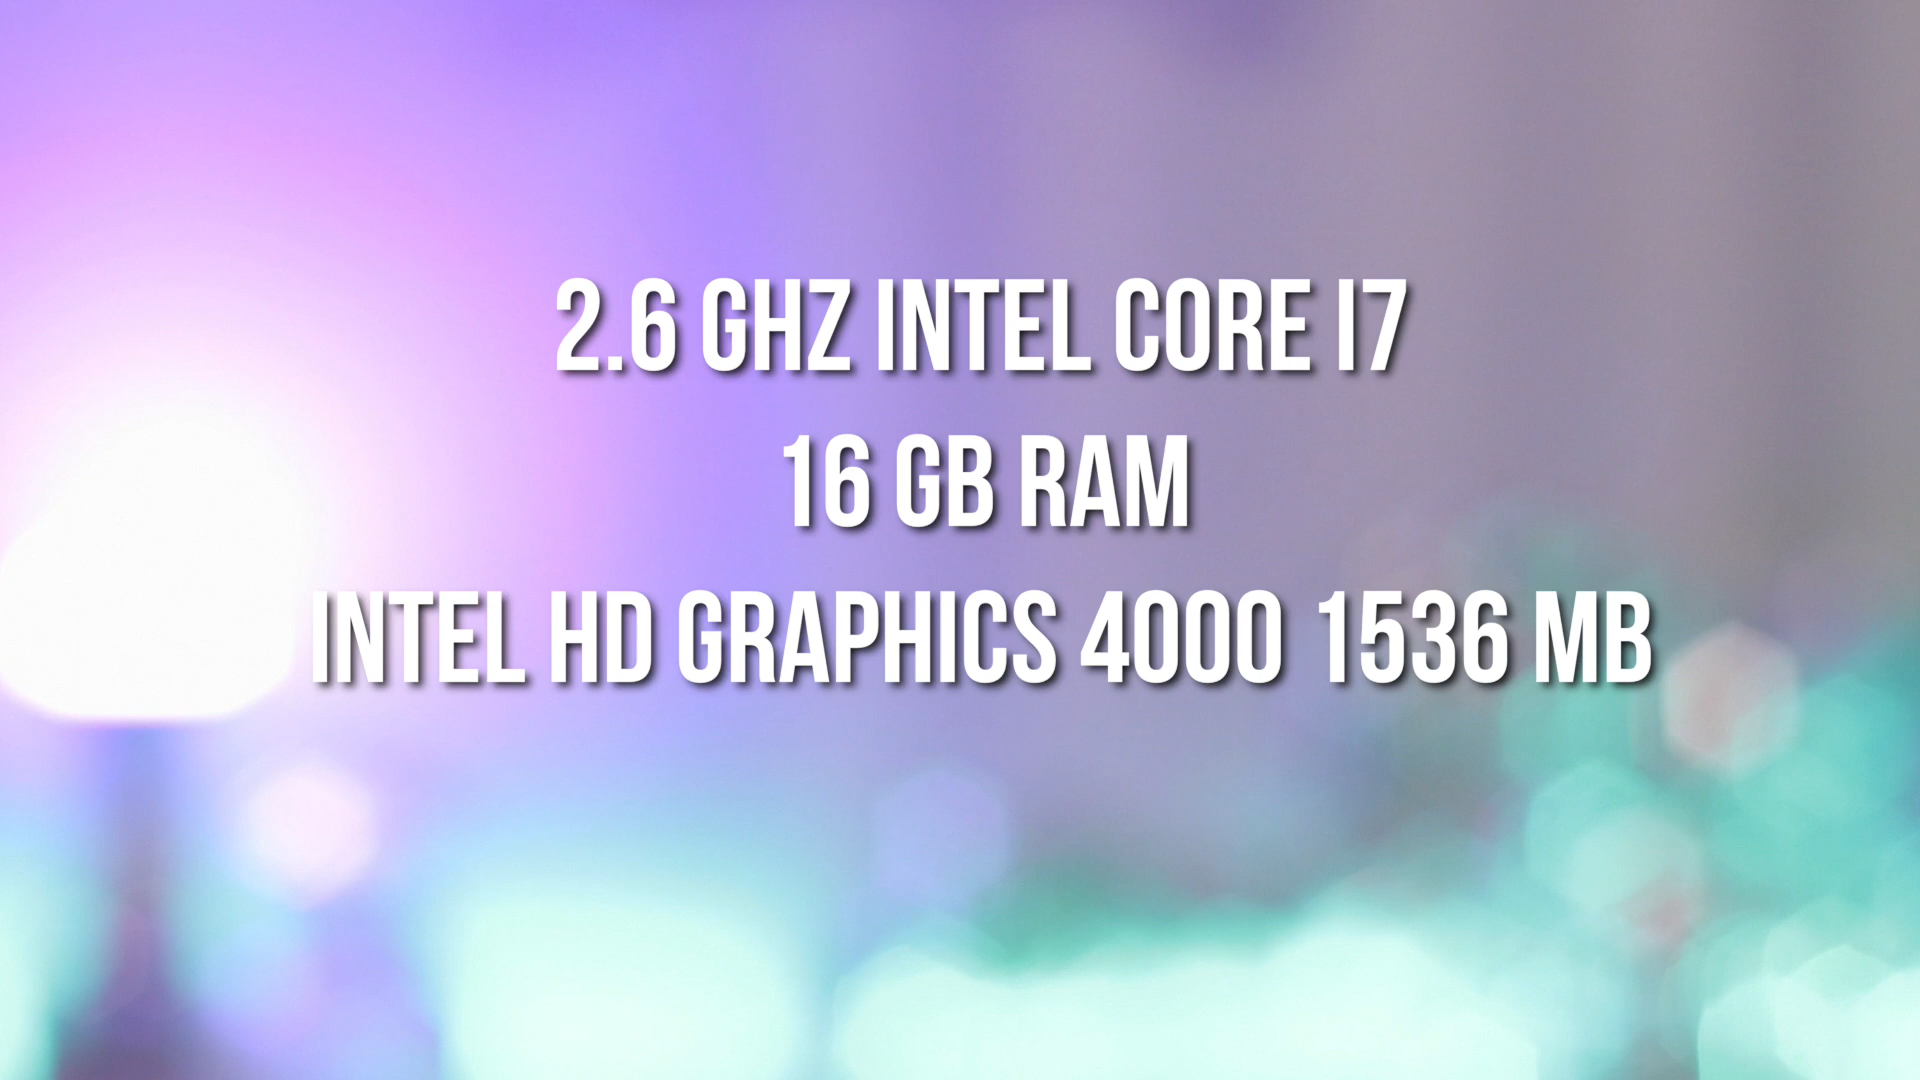 2.6 GHZ INTEL CORE I7
16 GB RAM
INTEL HD GRAPHICS 4000 1536 MB